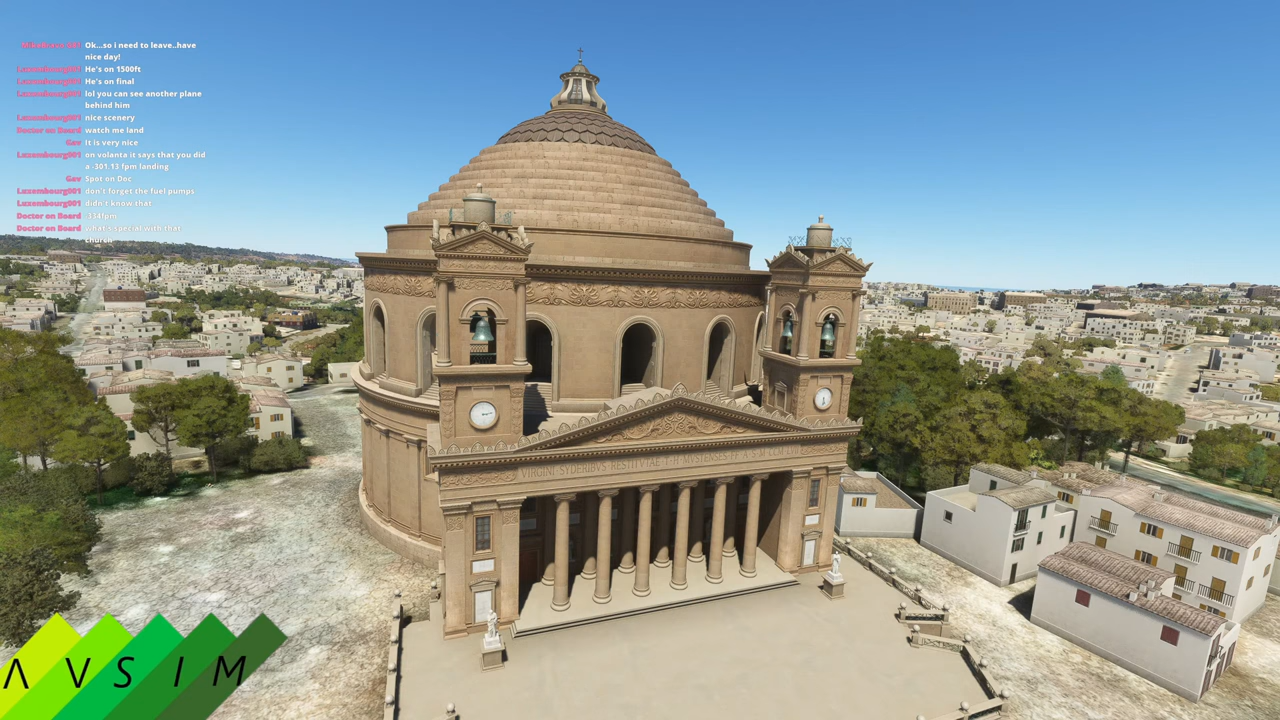 Ok...so i need to leave..have
nice day!
Luxembourg001 He's on 1500ft
Luxembourg001 He's on final
Luxembourg001 lol you can see another plane
behind him
Luxembourg001 nice scenery
Doctor on Board watch me land
Gav It is very nice
Luxembourg001 on volanta it says that you did
a -301.13 fpm landing
Gav Spot on Doc
Luxembourg001 don't forget the fuel pumps
Luxembourg001 didn't know that
Doctor on Board -334fpm
Doctor on Board what's special with that
church
VIRGINI SYDERIBVS
AVSIM